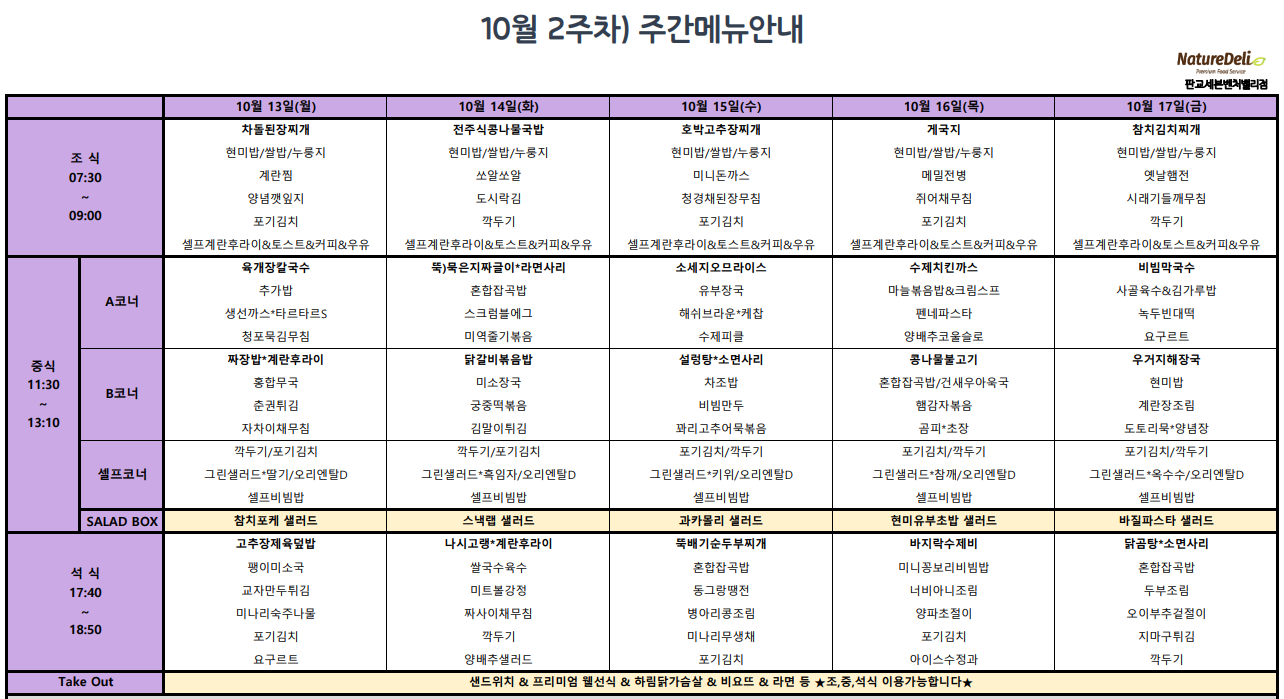 10월 2주차) 주간메뉴안내
NatureDeli
Premium Food Service
판교세븐벤처밸리점
10월 13일(월) 10월 14일(화) 10월 15일(수) 10월 16일(목) 10월 17일(금)
조 식
07:30
~
09:00
차돌된장찌개 전주식콩나물국밥 호박고추장찌개 게국지 참치김치찌개
현미밥/쌀밥/누룽지 현미밥/쌀밥/누룽지 현미밥/쌀밥/누룽지 현미밥/쌀밥/누룽지 현미밥/쌀밥/누룽지
계란찜 쏘알쏘알 미니돈까스 메밀전병 옛날햄전
양념깻잎지 도시락김 청경채된장무침 쥐어채무침 시래기들깨무침
포기김치 깍두기 포기김치 포기김치 깍두기
셀프계란후라이&토스트&커피&우유 셀프계란후라이&토스트&커피&우유 셀프계란후라이&토스트&커피&우유 셀프계란후라이&토스트&커피&우유 셀프계란후라이&토스트&커피&우유
중식
11:30
~
13:10
A코너
육개장칼국수 뚝)묵은지짜글이*라면사리 소세지오므라이스 수제치킨까스 비빔막국수
추가밥 혼합잡곡밥 유부장국 마늘볶음밥&크림스프 사골육수&김가루밥
생선까스*타르타르S 스크럼블에그 해쉬브라운*케찹 펜네파스타 녹두빈대떡
청포묵김무침 미역줄기볶음 수제피클 양배추코울슬로 요구르트
B코너
짜장밥*계란후라이 닭갈비볶음밥 설렁탕*소면사리 콩나물불고기 우거지해장국
홍합무국 미소장국 차조밥 혼합잡곡밥/건새우아욱국 현미밥
춘권튀김 궁중떡볶음 비빔만두 햄감자볶음 계란장조림
자차이채무침 김말이튀김 꽈리고추어묵볶음 곰피*초장 도토리묵*양념장
셀프코너
깍두기/포기김치 깍두기/포기김치 포기김치/깍두기 포기김치/깍두기 포기김치/깍두기
그린샐러드*딸기/오리엔탈D 그린샐러드*흑임자/오리엔탈D 그린샐러드*키위/오리엔탈D 그린샐러드*참깨/오리엔탈D 그린샐러드*옥수수/오리엔탈D
셀프비빔밥 셀프비빔밥 셀프비빔밥 셀프비빔밥 셀프비빔밥
SALAD BOX 참치포케 샐러드 스낵랩 샐러드 과카몰리 샐러드 현미유부초밥 샐러드 바질파스타 샐러드
석 식
17:40
~
18:50
고추장제육덮밥 나시고랭*계란후라이 뚝배기순두부찌개 바지락수제비 닭곰탕*소면사리
팽이미소국 쌀국수육수 혼합잡곡밥 미니꽁보리비빔밥 혼합잡곡밥
교자만두튀김 미트볼강정 동그랑땡전 너비아니조림 두부조림
미나리숙주나물 짜사이채무침 병아리콩조림 양파초절이 오이부추겉절이
포기김치 깍두기 미나리무생채 포기김치 지마구튀김
요구르트 양배추샐러드 포기김치 아이스수정과 깍두기
Take Out 샌드위치 & 프리미엄 웰선식 & 하림닭가슴살 & 비요뜨 & 라면 등 ★조,중,석식 이용가능합니다★